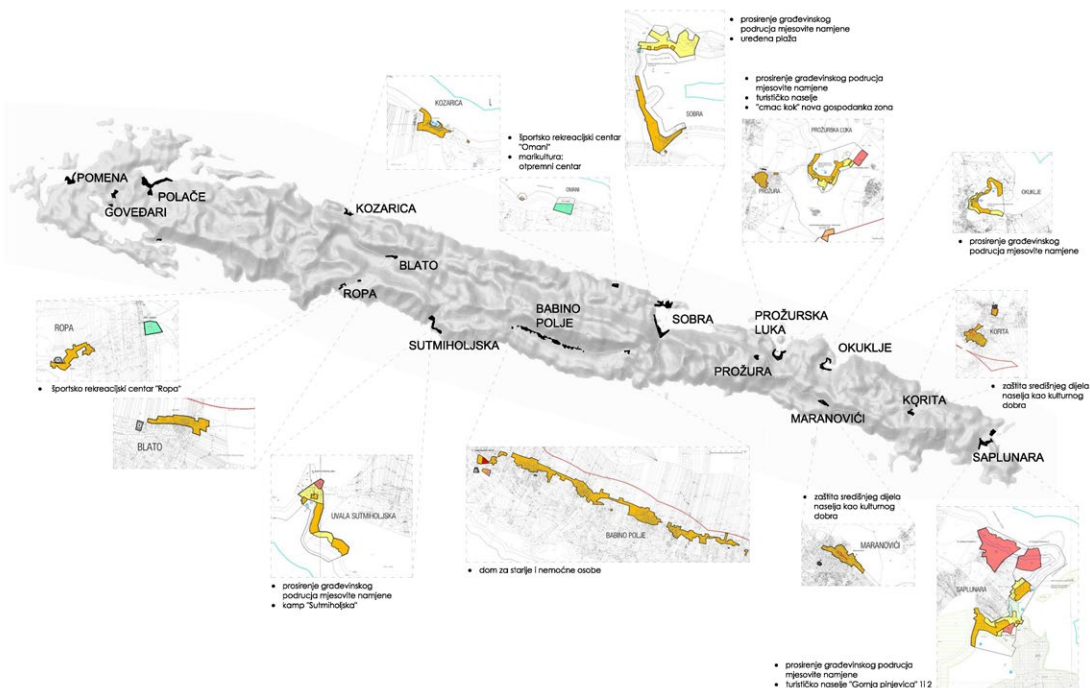 • prosirenje građevinskog
područja mjesovite namjene
• uređena plaža
KOZARICA
SOBRA
• prosirenje građevinskog područja
mjesovite namjene
• turističko naselje
• "crnac kok" nova gospodarska zona
• športsko rekreacijski centar
"Omani"
• marikultura:
otpremni centar
OMANI
PROŽURSKA LUKA
PROŽURA
OKUKLJE
• prosirenje građevinskog
područja mjesovite namjene
POMENA
POLAČE
GOVEĐARI
KOZARICA
BLATO
ROPA
SUTMIHOLJSKA
BABINO
POLJE
SOBRA
PROŽURSKA
LUKA
PROŽURA
OKUKLJE
MARANOVIĆI
KORITA
SAPLUNARA
KORITA
• zaštita središnjeg dijela
naselja kao kulturnog
dobra
ROPA
• športsko rekreacijski centar "Ropa"
BLATO
UVALA SUTMIHOLJSKA
• prosirenje građevinskog
područja mjesovite namjene
• kamp "Sutmiholjska"
BABINO POLJE
• dom za starije i nemoćne osobe
• zaštita središnjeg dijela
naselja kao kulturnog
dobra
MARANOVIĆI
SAPLUNARA
• prosirenje građevinskog područja
mjesovite namjene
• turističko naselje "Gornja pinjevica" 1i 2